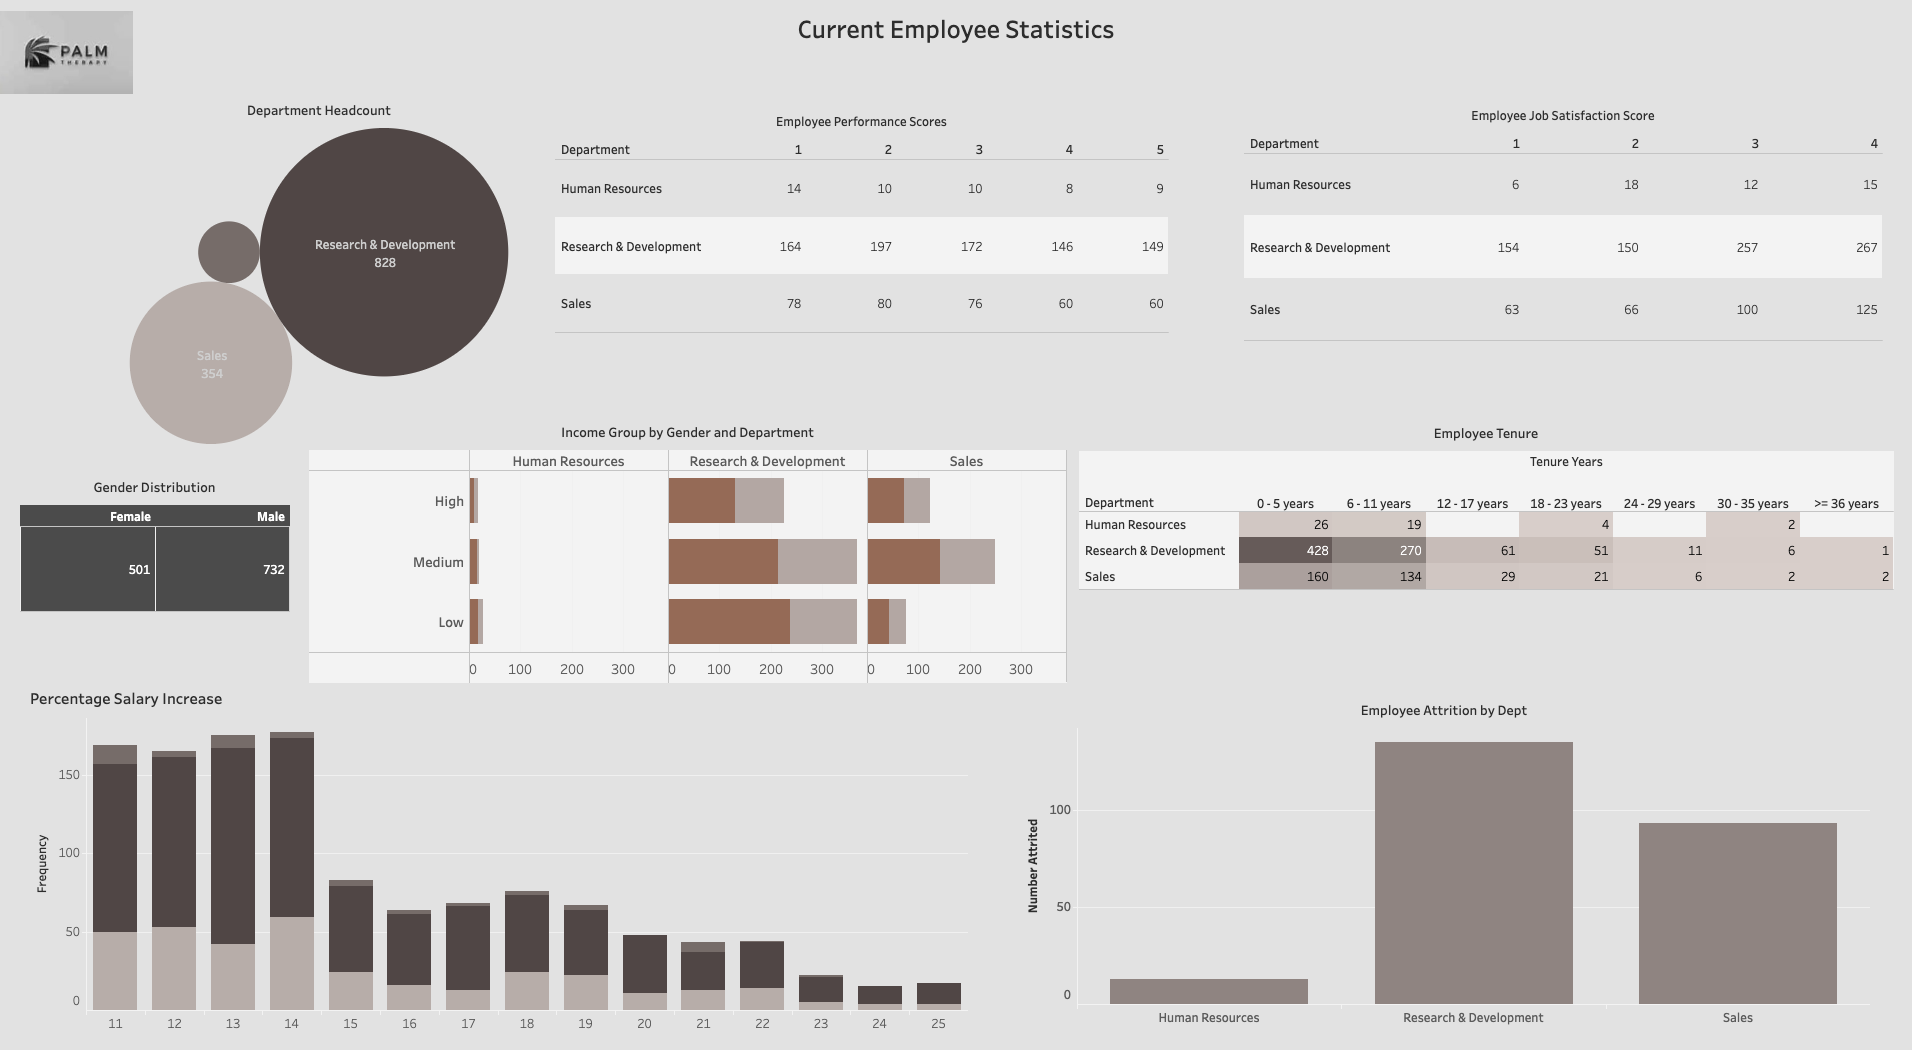 Current Employee Statistics
PALM
THERAPY
Department Headcount
Research & Development
828
Sales
354
Employee Performance Scores
Department 1 2 3 4 5
Human Resources 14 10 10 8 9
Research & Development 164 197 172 146 149
Sales 78 80 76 60 60
Employee Job Satisfaction Score
Department 1 2 3 4
Human Resources 6 18 12 15
Research & Development 154 150 257 267
Sales 63 66 100 125
Gender Distribution
Female Male
501 732
Income Group by Gender and Department
Human Resources Research & Development Sales
High
Medium
Low
0 100 200 300 0 100 200 300 0 100 200 300
Employee Tenure
Tenure Years
Department 0 - 5 years 6 - 11 years 12 - 17 years 18 - 23 years 24 - 29 years 30 - 35 years >= 36 years
Human Resources 26 19 4 2
Research & Development 428 270 61 51 11 6 1
Sales 160 134 29 21 6 2 2
Percentage Salary Increase
Frequency
150
100
50
0
11 12 13 14 15 16 17 18 19 20 21 22 23 24 25
Employee Attrition by Dept
Number Attrited
100
50
0
Human Resources Research & Development Sales